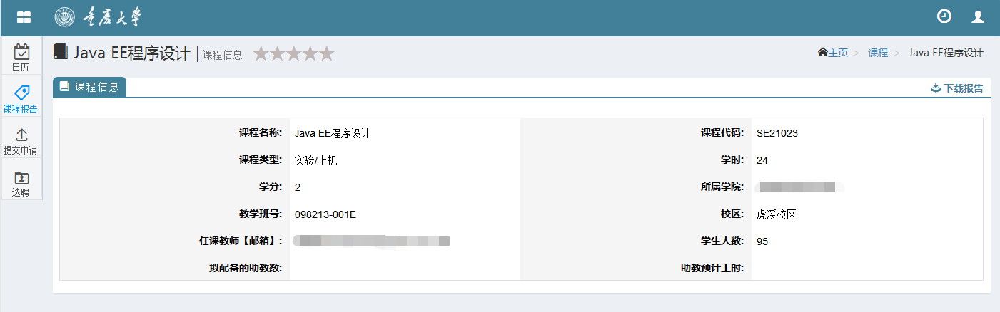 重庆大学
Java EE程序设计 | 课程信息
主页 > 课程 > Java EE程序设计
日历
课程报告
提交申请
选聘
课程信息
下载报告
课程名称: Java EE程序设计 课程代码: SE21023
课程类型: 实验/上机 学时: 24
学分: 2 所属学院:
教学班号: 098213-001E 校区: 虎溪校区
任课教师【邮箱】: 学生人数: 95
拟配备的助教数: 助教预计工时: